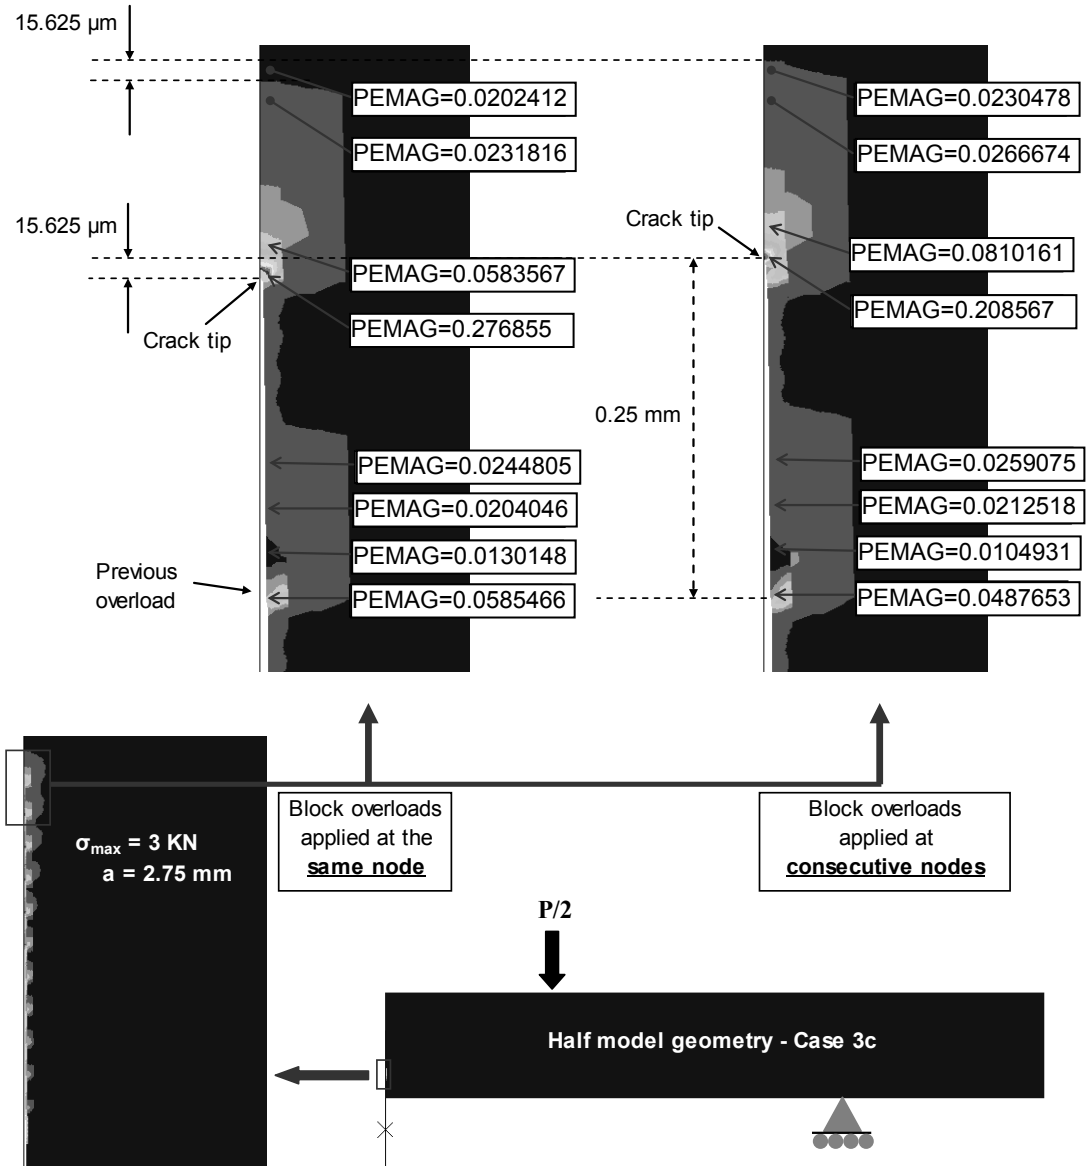 15.625 µm
PEMAG=0.0202412
PEMAG=0.0231816
15.625 µm
PEMAG=0.0583567
PEMAG=0.276855
Crack tip
PEMAG=0.0244805
PEMAG=0.0204046
PEMAG=0.0130148
PEMAG=0.0585466
Previous
overload
PEMAG=0.0230478
PEMAG=0.0266674
Crack tip
PEMAG=0.0810161
PEMAG=0.208567
0.25 mm
PEMAG=0.0259075
PEMAG=0.0212518
PEMAG=0.0104931
PEMAG=0.0487653
σmax = 3 KN
a = 2.75 mm
Block overloads
applied at the
same node
Block overloads
applied at
consecutive nodes
P/2
Half model geometry - Case 3c